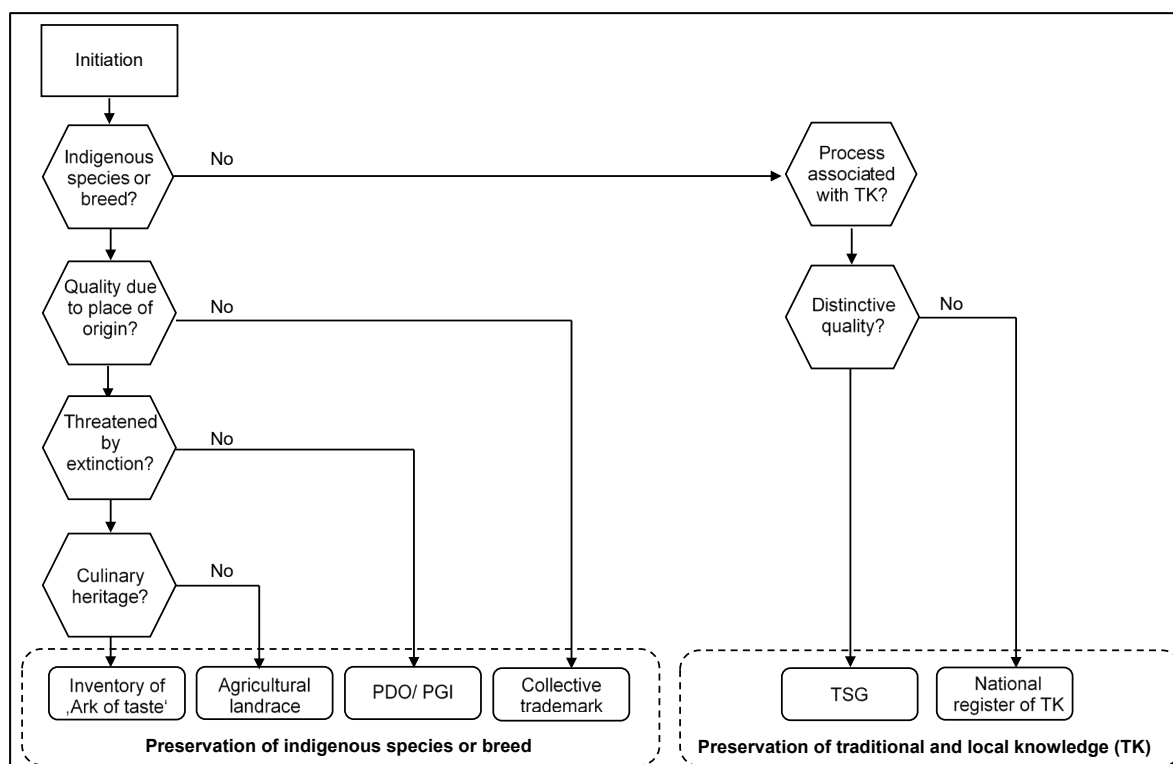 Initiation
Indigenous
species or
breed?
No
Process
associated
with TK?
Quality due
to place of
origin?
No
Distinctive
quality?
No
Threatened
by
extinction?
No
Culinary
heritage?
No
Inventory of
‚Ark of taste‘
Agricultural
landrace
PDO/ PGI
Collective
trademark
TSG
National
register of TK
Preservation of indigenous species or breed
Preservation of traditional and local knowledge (TK)